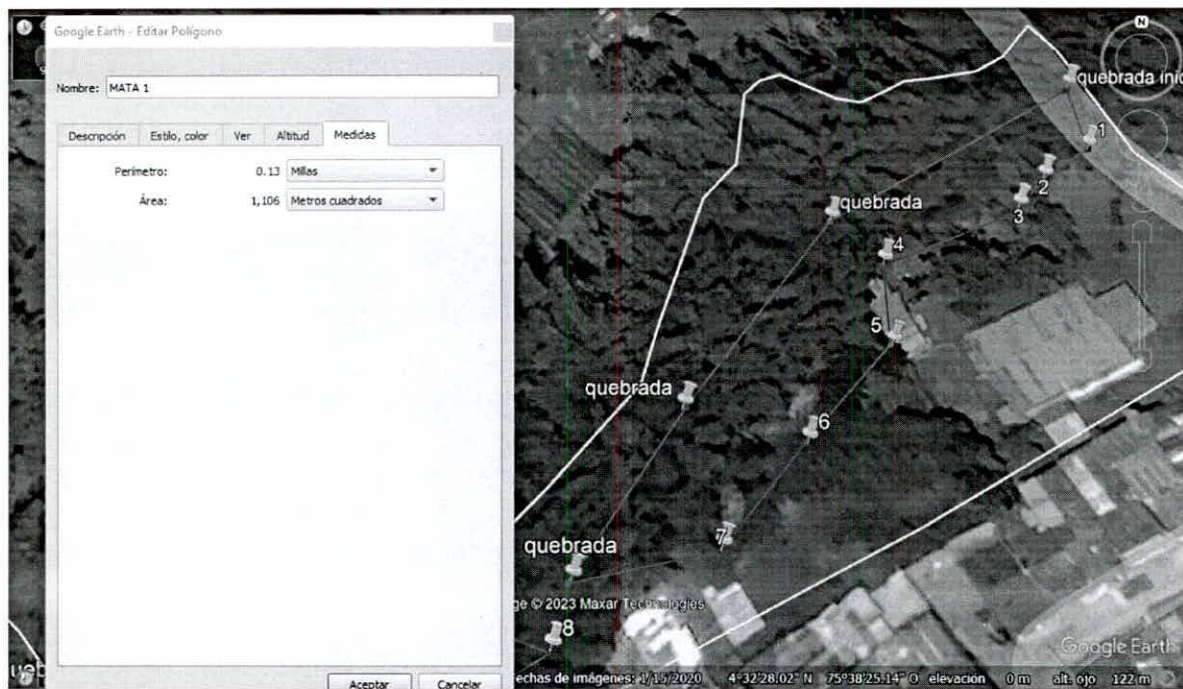 Google Earth - Editar Polígono
Nombre: MATA 1
Descripción Estilo, color Ver Altitud Medidas
Perímetro: 0.13 Millas
Área: 1,106 Metros cuadrados
Aceptar Cancelar
N
quebrada inic
1
2
3
quebrada
4
5
quebrada
6
7
quebrada
8
ge © 2023 Maxar Technologies
Google Earth
echas de imágenes: 1/15/2020 4°32'28.02" N 75°38'25.14" O elevación 0 m alt. ojo 122 m